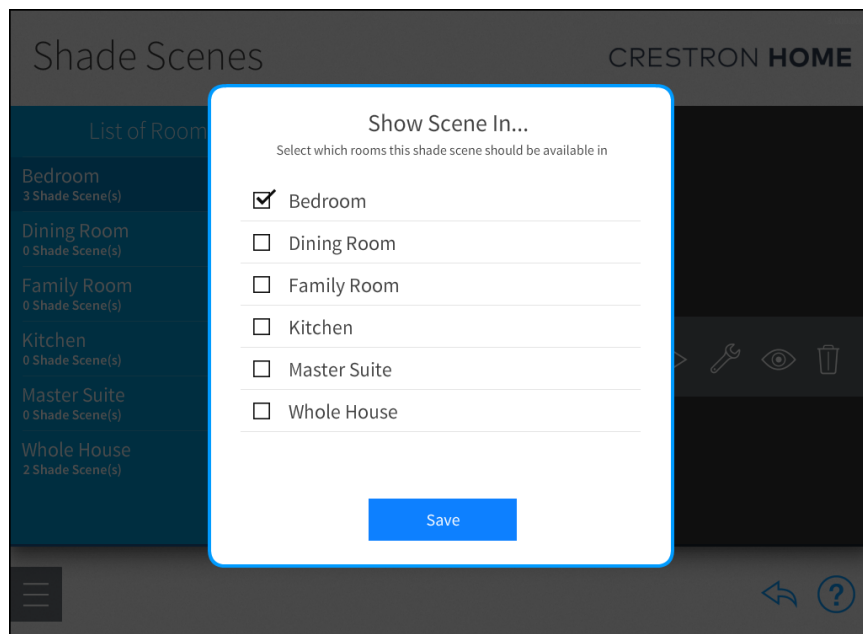 Shade Scenes
CRESTRON HOME
List of Room
Bedroom
3 Shade Scene(s)
Dining Room
0 Shade Scene(s)
Family Room
0 Shade Scene(s)
Kitchen
0 Shade Scene(s)
Master Suite
0 Shade Scene(s)
Whole House
2 Shade Scene(s)
Show Scene In...
Select which rooms this shade scene should be available in
Bedroom
Dining Room
Family Room
Kitchen
Master Suite
Whole House
Save
?